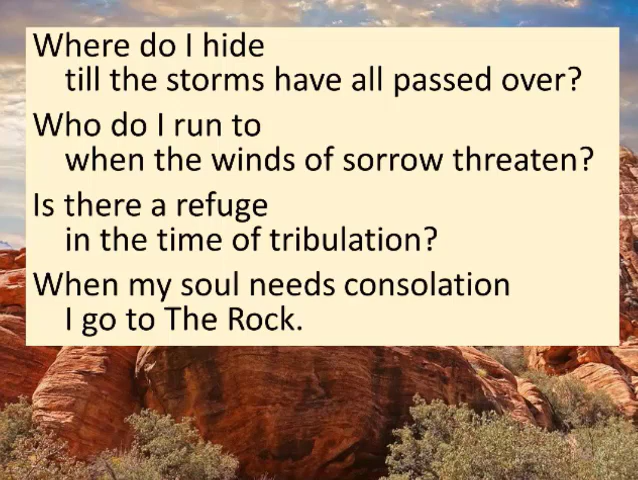 Where do I hide
till the storms have all passed over?
Who do I run to
when the winds of sorrow threaten?
Is there a refuge
in the time of tribulation?
When my soul needs consolation
I go to The Rock.